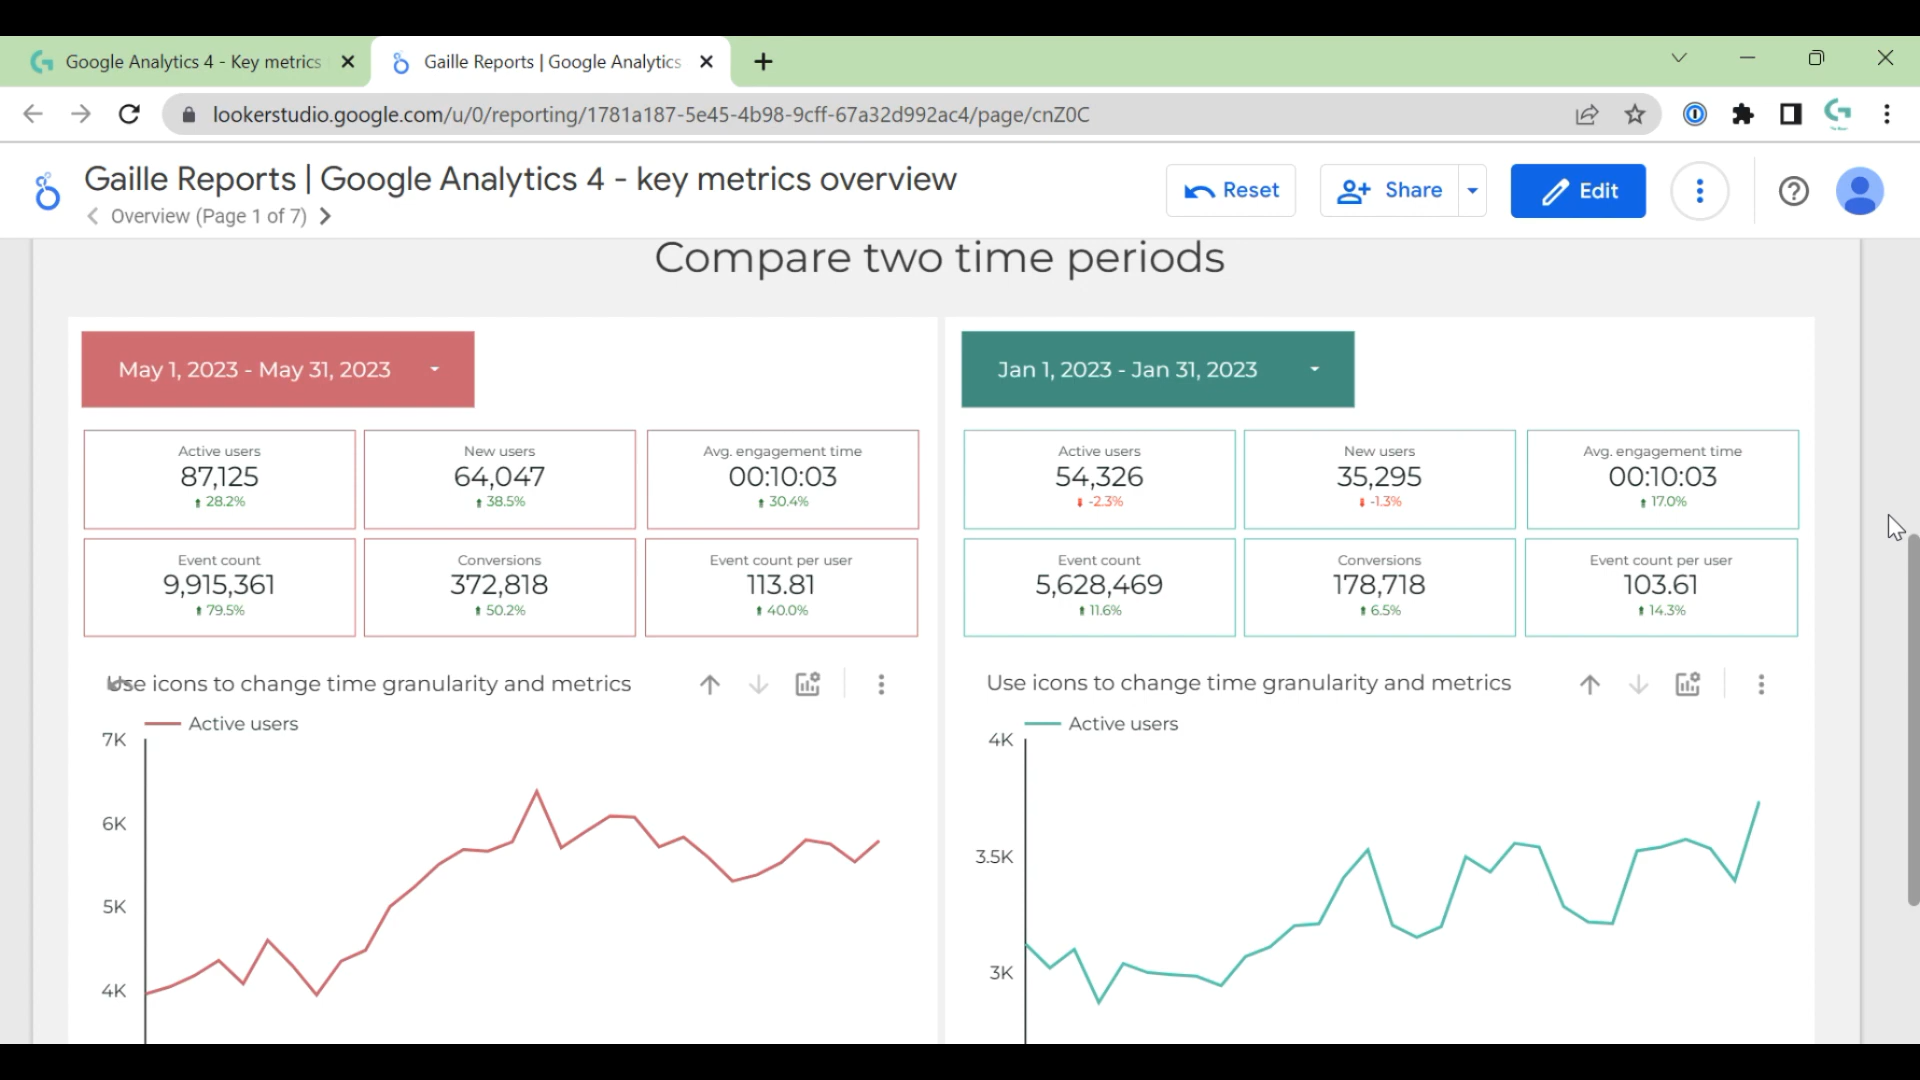 Google Analytics 4 - Key metrics
Gaille Reports | Google Analytics
lookerstudio.google.com/u/0/reporting/1781a187-5e45-4b98-9cff-67a32d992ac4/page/cnZ0C
Gaille Reports | Google Analytics 4 - key metrics overview
Overview (Page 1 of 7)
Reset
Share
Edit
Compare two time periods
May 1, 2023 - May 31, 2023
Active users
87,125
28.2%
New users
64,047
38.5%
Avg. engagement time
00:10:03
30.4%
Event count
9,915,361
79.5%
Conversions
372,818
50.2%
Event count per user
113.81
40.0%
Use icons to change time granularity and metrics
Active users
7K
6K
5K
4K
Jan 1, 2023 - Jan 31, 2023
Active users
54,326
-2.3%
New users
35,295
-1.3%
Avg. engagement time
00:10:03
17.0%
Event count
5,628,469
11.6%
Conversions
178,718
6.5%
Event count per user
103.61
14.3%
Use icons to change time granularity and metrics
Active users
4K
3.5K
3K